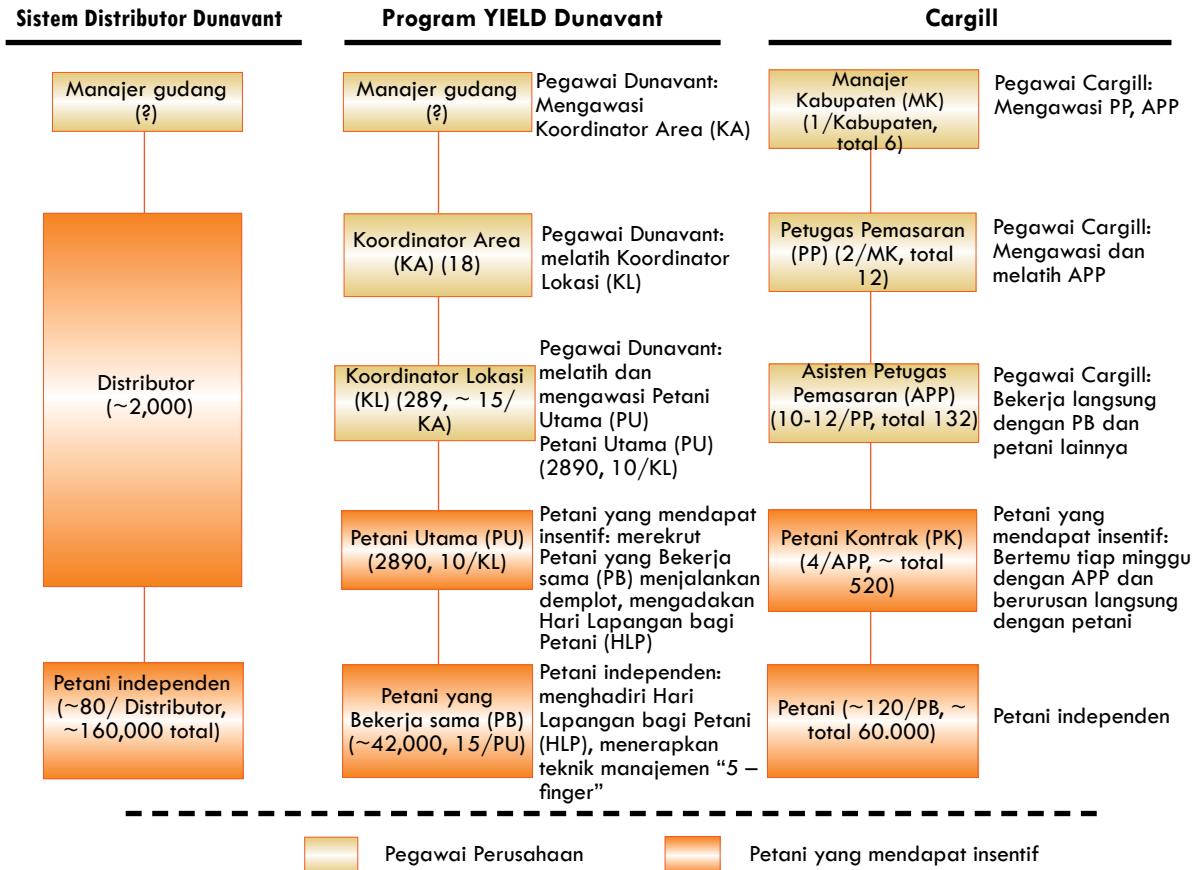 Sistem Distributor Dunavant
Manajer gudang
(?)
Distributor
(~2,000)
Petani independen
(~80/ Distributor,
~160,000 total)
Program YIELD Dunavant
Manajer gudang
(?)
Pegawai Dunavant:
Mengawasi
Koordinator Area (KA)
Koordinator Area
(KA) (18)
Pegawai Dunavant:
melatih Koordinator
Lokasi (KL)
Koordinator Lokasi
(KL) (289, ~ 15/
KA)
Pegawai Dunavant:
melatih dan
mengawasi Petani
Utama (PU)
Petani Utama (PU)
(2890, 10/KL)
Petani Utama (PU)
(2890, 10/KL)
Petani yang mendapat
insentif: merekrut
Petani yang Bekerja
sama (PB) menjalankan
demplot, mengadakan
Hari Lapangan bagi
Petani (HLP)
Petani yang
Bekerja sama (PB)
(~42,000, 15/PU)
Petani independen:
menghadiri Hari
Lapangan bagi Petani
(HLP), menerapkan
teknik manajemen “5 –
finger”
Cargill
Manajer
Kabupaten (MK)
(1/Kabupaten,
total 6)
Pegawai Cargill:
Mengawasi PP, APP
Petugas Pemasaran
(PP) (2/MK, total
12)
Pegawai Cargill:
Mengawasi dan
melatih APP
Asisten Petugas
Pemasaran (APP)
(10-12/PP, total 132)
Pegawai Cargill:
Bekerja langsung
dengan PB dan
petani lainnya
Petani Kontrak (PK)
(4/APP, ~ total
520)
Petani yang
mendapat insentif:
Bertemu tiap minggu
dengan APP dan
berurusan langsung
dengan petani
Petani (~120/PB, ~
total 60.000)
Petani independen
Pegawai Perusahaan
Petani yang mendapat insentif